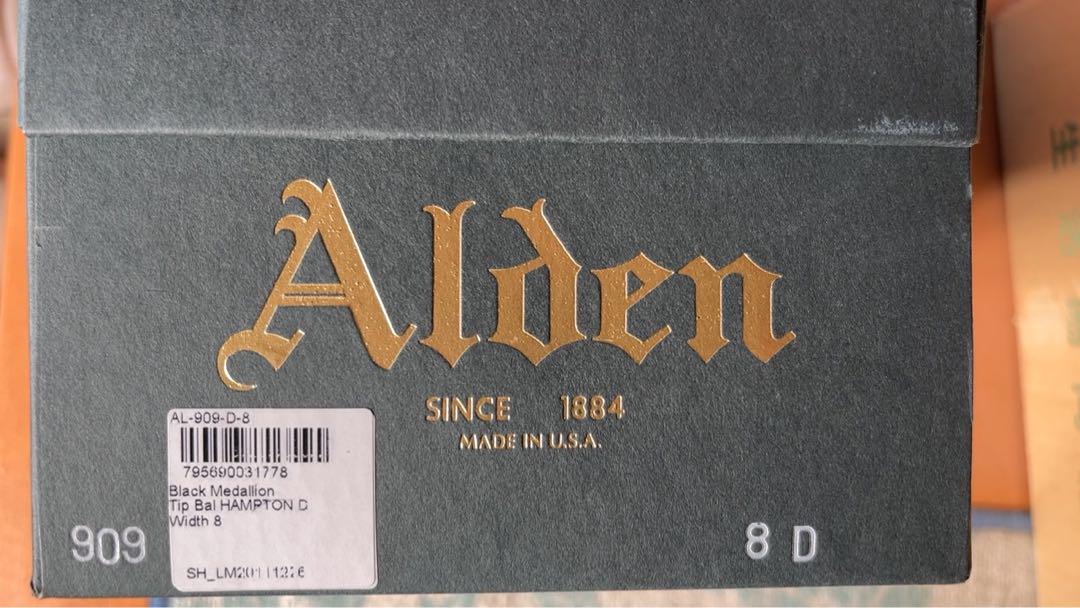 Alden
SINCE 1884
MADE IN U.S.A.
AL-909-D-8
795690031778
Black Medallion
Tip Bal HAMPTON D
Width 8
909
8 D